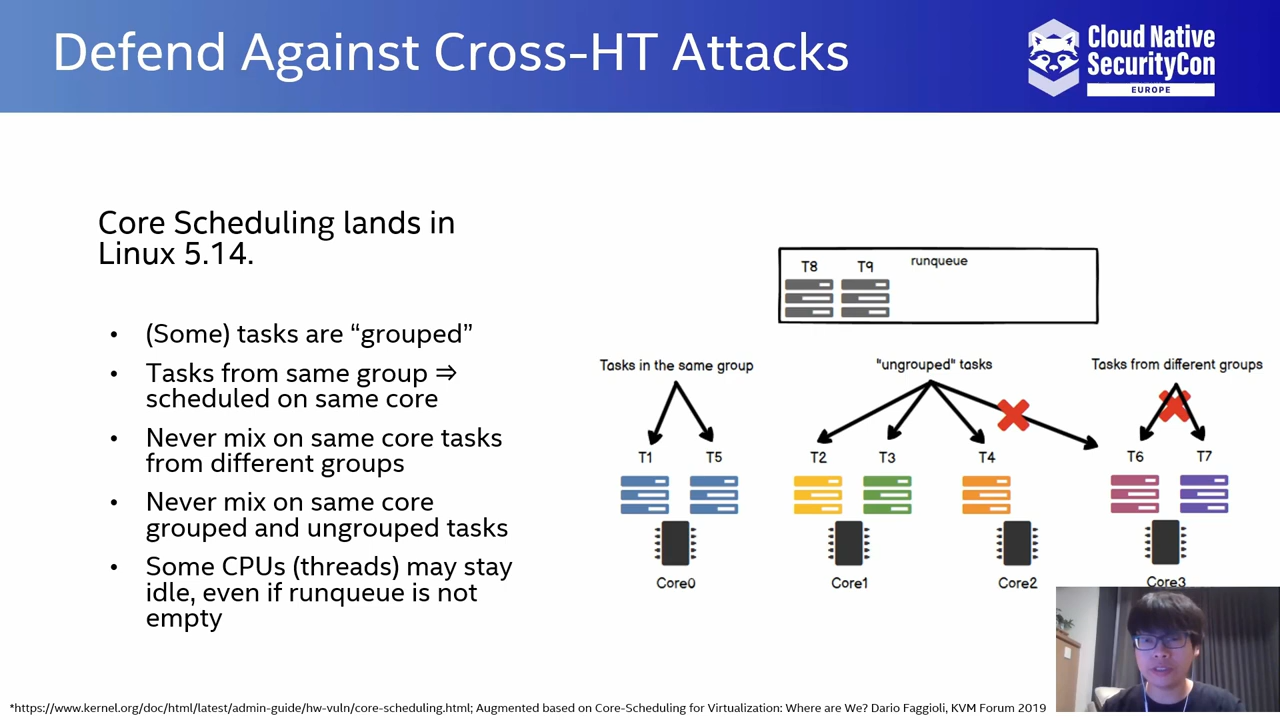 Defend Against Cross-HT Attacks
Cloud Native
SecurityCon
EUROPE
Core Scheduling lands in
Linux 5.14.
• (Some) tasks are “grouped”
• Tasks from same group ⇒
scheduled on same core
• Never mix on same core tasks
from different groups
• Never mix on same core
grouped and ungrouped tasks
• Some CPUs (threads) may stay
idle, even if runqueue is not
empty
T8 T9 runqueue
Tasks in the same group
"ungrouped" tasks
Tasks from different groups
T1 T5 T2 T3 T4 T6 T7
Core0 Core1 Core2 Core3
*https://www.kernel.org/doc/html/latest/admin-guide/hw-vuln/core-scheduling.html; Augmented based on Core-Scheduling for Virtualization: Where are We? Dario Faggioli, KVM Forum 2019